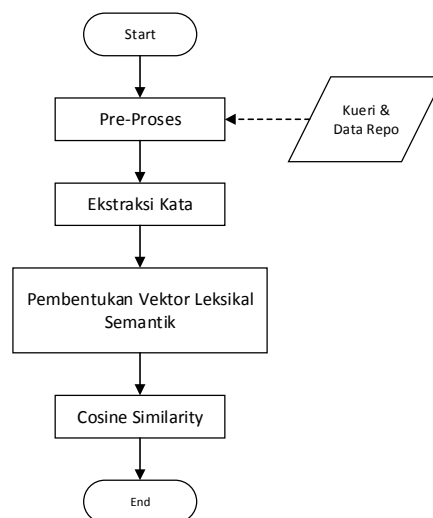 Start
Pre-Proses
Kueri &
Data Repo
Ekstraksi Kata
Pembentukan Vektor Leksikal
Semantik
Cosine Similarity
End